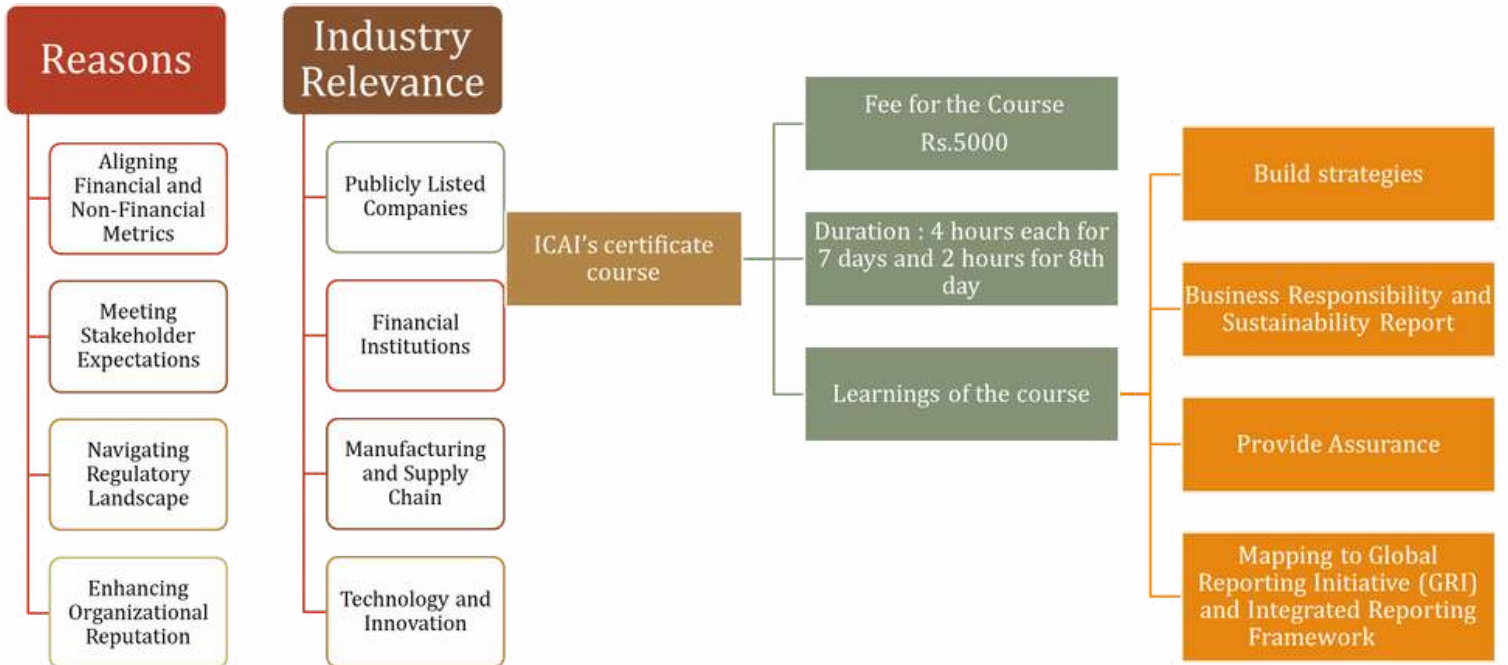 Reasons
Aligning
Financial and
Non-Financial
Metrics
Meeting
Stakeholder
Expectations
Navigating
Regulatory
Landscape
Enhancing
Organizational
Reputation
Industry
Relevance
Publicly Listed
Companies
Financial
Institutions
Manufacturing
and Supply
Chain
Technology and
Innovation
ICAI's certificate
course
Fee for the Course
Rs.5000
Duration : 4 hours each for
7 days and 2 hours for 8th
day
Learnings of the course
Build strategies
Business Responsibility and
Sustainability Report
Provide Assurance
Mapping to Global
Reporting Initiative (GRI)
and Integrated Reporting
Framework